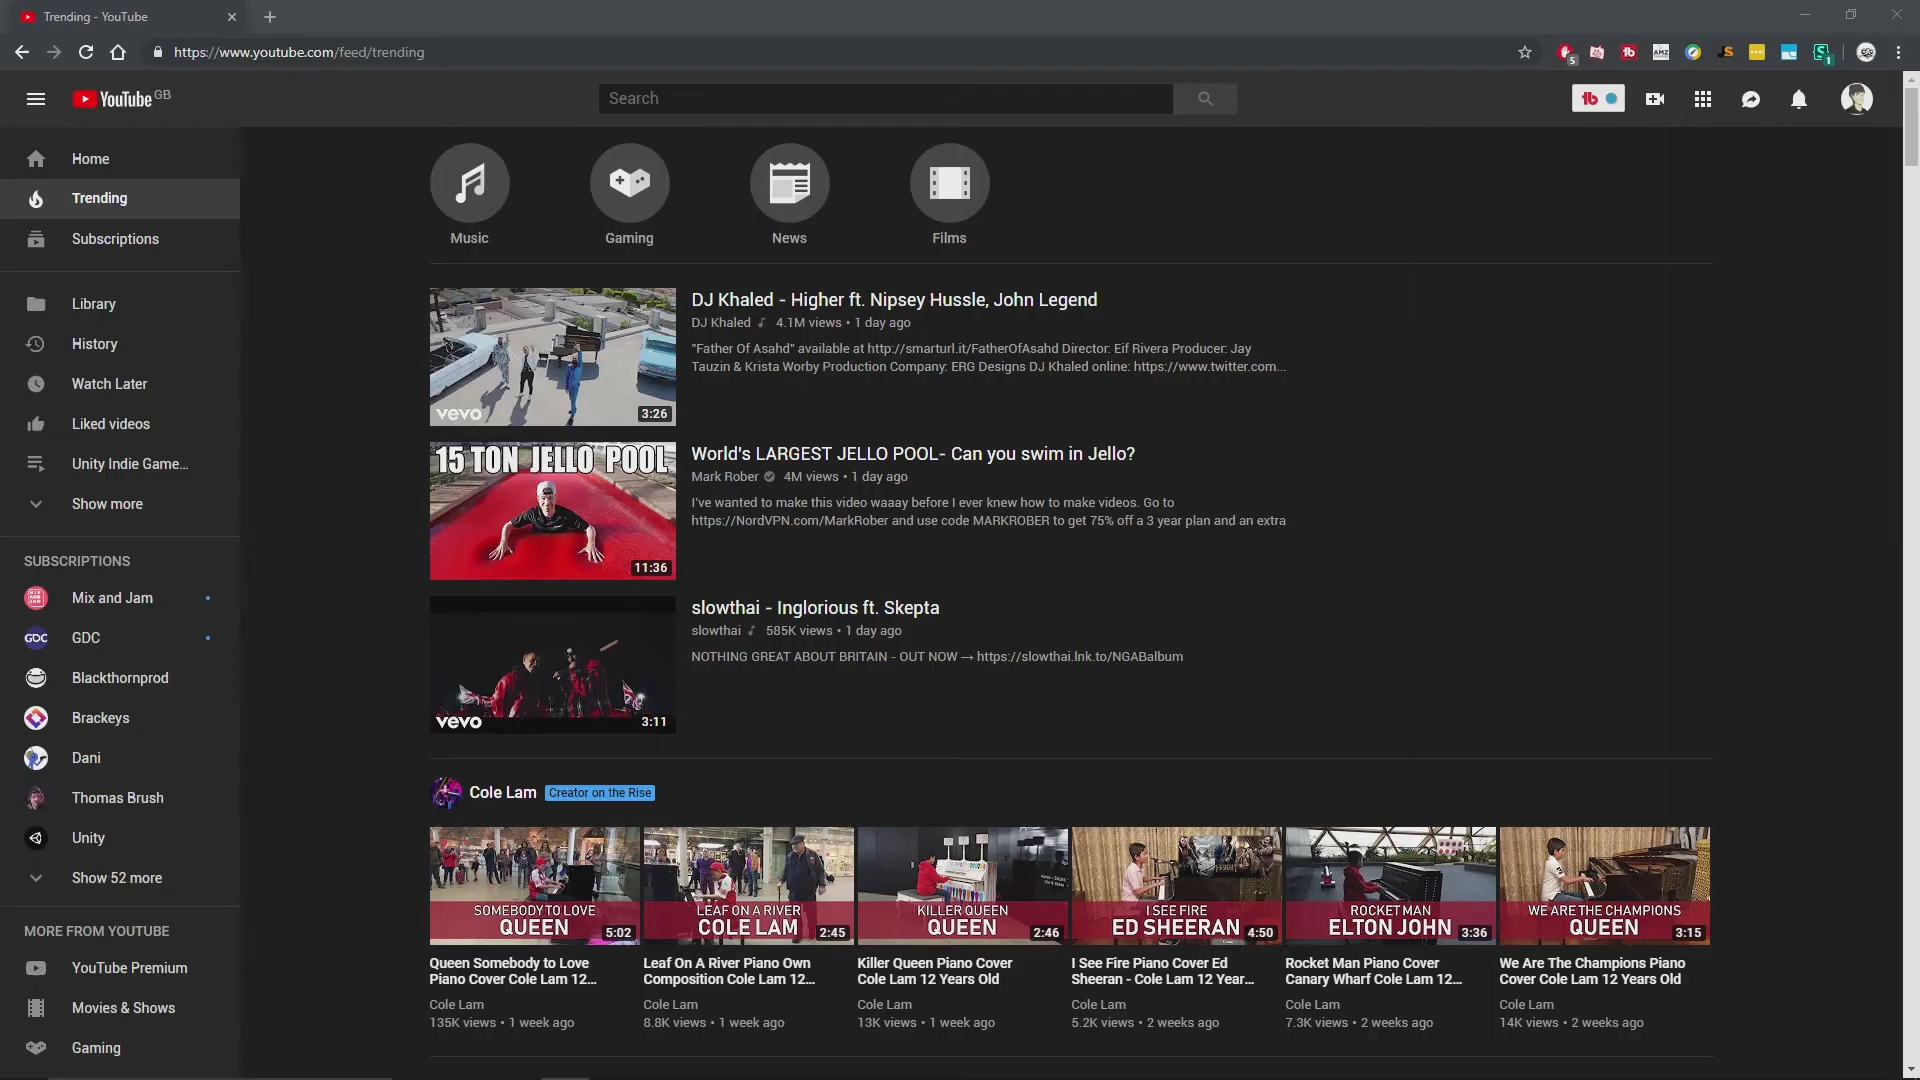 Trending - YouTube
https://www.youtube.com/feed/trending
5
1b
AMZ
JS
S
1
YouTube GB
Search
1b
Home
Trending
Subscriptions
Library
History
Watch Later
Liked videos
Unity Indie Game...
Show more
SUBSCRIPTIONS
Mix and Jam
GDC
GDC
Blackthornprod
Brackeys
Dani
Thomas Brush
Unity
Show 52 more
MORE FROM YOUTUBE
YouTube Premium
Movies & Shows
Gaming
Music
Gaming
News
Films
vevo
3:26
DJ Khaled - Higher ft. Nipsey Hussle, John Legend
DJ Khaled 4.1M views • 1 day ago
"Father Of Asahd" available at http://smarturl.it/FatherOfAsahd Director: Eif Rivera Producer: Jay
Tauzin & Krista Worby Production Company: ERG Designs DJ Khaled online: https://www.twitter.com...
15 TON JELLO POOL
11:36
World's LARGEST JELLO POOL- Can you swim in Jello?
Mark Rober 4M views • 1 day ago
I've wanted to make this video waaay before I ever knew how to make videos. Go to
https://NordVPN.com/MarkRober and use code MARKROBER to get 75% off a 3 year plan and an extra
vevo
3:11
slowthai - Inglorious ft. Skepta
slowthai 585K views • 1 day ago
NOTHING GREAT ABOUT BRITAIN - OUT NOW → https://slowthai.lnk.to/NGABalbum
Cole Lam Creator on the Rise
SOMEBODY TO LOVE
QUEEN
5:02
Queen Somebody to Love
Piano Cover Cole Lam 12...
Cole Lam
135K views • 1 week ago
LEAF ON A RIVER
COLE LAM
2:45
Leaf On A River Piano Own
Composition Cole Lam 12...
Cole Lam
8.8K views • 1 week ago
KILLER QUEEN
QUEEN
2:46
Killer Queen Piano Cover
Cole Lam 12 Years Old
Cole Lam
13K views • 1 week ago
I SEE FIRE
ED SHEERAN
4:50
I See Fire Piano Cover Ed
Sheeran - Cole Lam 12 Year...
Cole Lam
5.2K views • 2 weeks ago
ROCKET MAN
ELTON JOHN
3:36
Rocket Man Piano Cover
Canary Wharf Cole Lam 12...
Cole Lam
7.3K views • 2 weeks ago
WE ARE THE CHAMPIONS
QUEEN
3:15
We Are The Champions Piano
Cover Cole Lam 12 Years Old
Cole Lam
14K views • 2 weeks ago